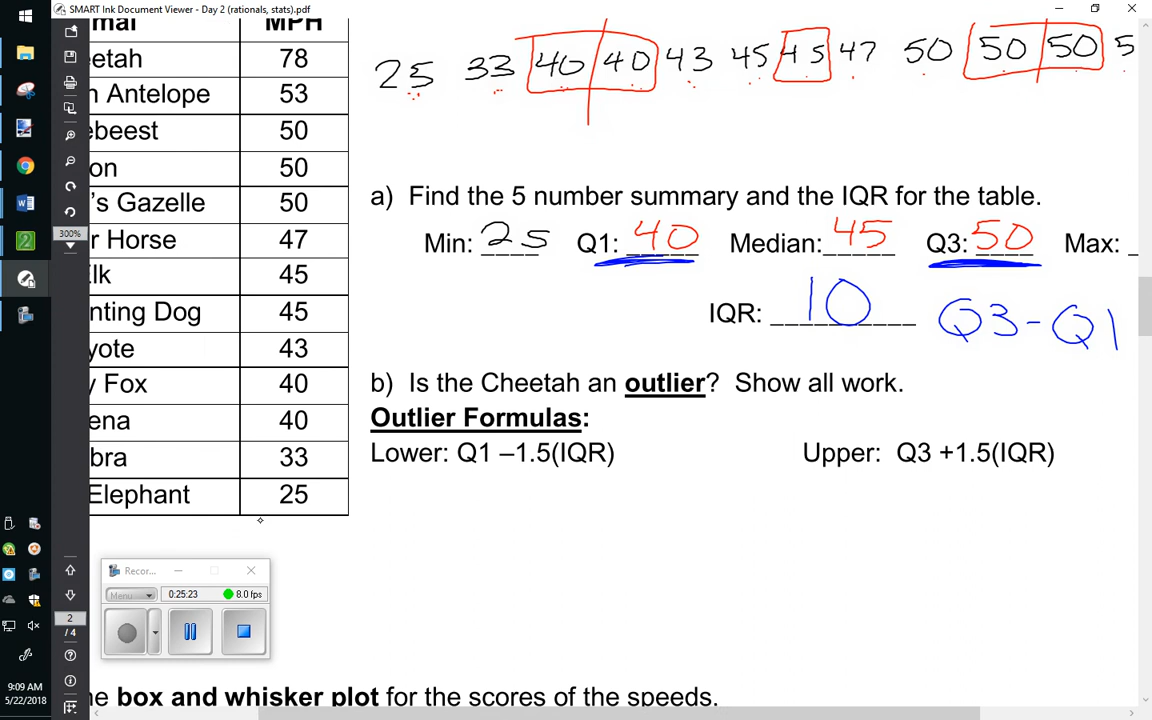 SMART Ink Document Viewer - Day 2 (rationals, stats).pdf
mal MPH
eetah 78
n Antelope 53
ebeest 50
on 50
's Gazelle 50
r Horse 47
Elk 45
nting Dog 45
yote 43
y Fox 40
ena 40
bra 33
Elephant 25
25 33 40 40 43 45 45 47 50 50 50 5
a) Find the 5 number summary and the IQR for the table.
Min: 25 Q1: 40 Median: 45 Q3: 50 Max: _
IQR: 10 Q3-Q1
b) Is the Cheetah an outlier? Show all work.
Outlier Formulas:
Lower: Q1 –1.5(IQR) Upper: Q3 +1.5(IQR)
300%
Recor...
Menu 0:25:23 8.0 fps
2
/ 4
9:09 AM
5/22/2018
he box and whisker plot for the scores of the speeds.